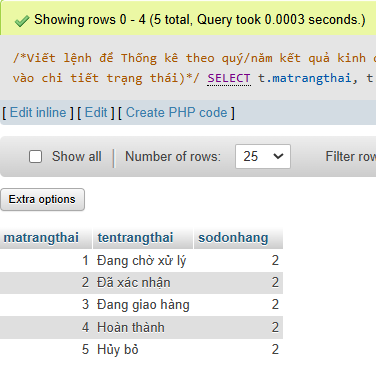 Showing rows 0 - 4 (5 total, Query took 0.0003 seconds.)
/*Viết lệnh để Thống kê theo quý/năm kết quả kinh
vào chi tiết trạng thái)*/ SELECT t.matrangthai, t
[ Edit inline ] [ Edit ] [ Create PHP code ]
Show all | Number of rows: 25 Filter
Extra options
matrangthai tentrangthai sodonhang
1 Đang chờ xử lý 2
2 Đã xác nhận 2
3 Đang giao hàng 2
4 Hoàn thành 2
5 Hủy bỏ 2